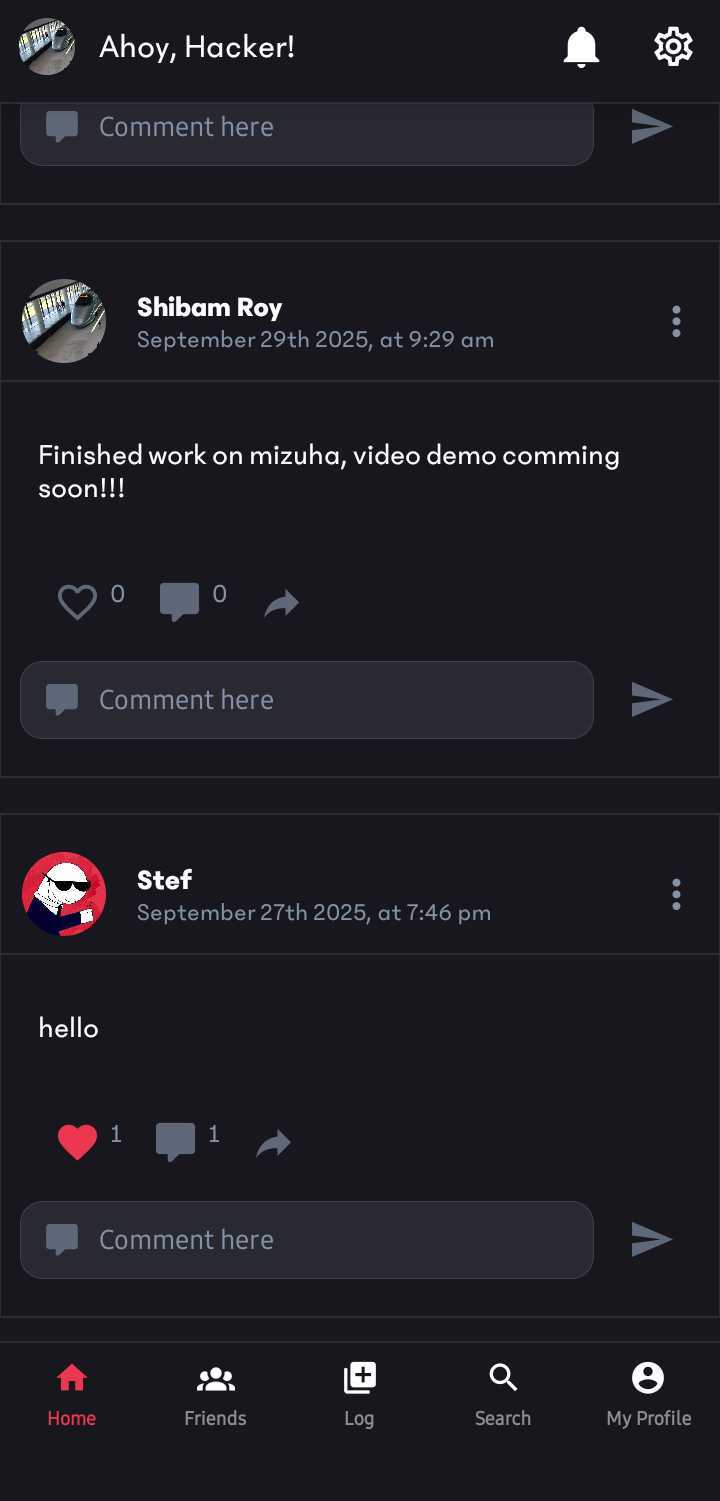 Ahoy, Hacker!
Comment here
Shibam Roy
September 29th 2025, at 9:29 am
Finished work on mizuha, video demo comming
soon!!!
0 0
Comment here
Stef
September 27th 2025, at 7:46 pm
hello
1 1
Comment here
Home Friends Log Search My Profile